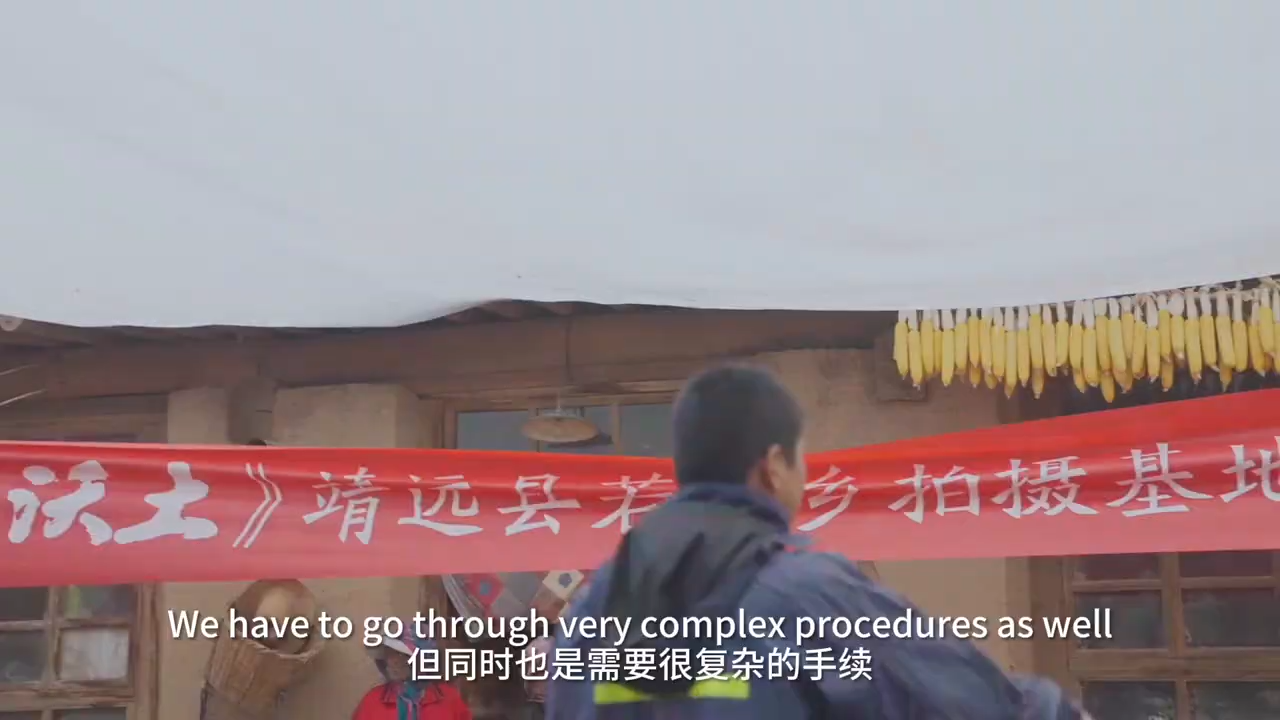 沃土》靖远县若 乡拍摄基地
We have to go through very complex procedures as well
但同时也是需要很复杂的手续